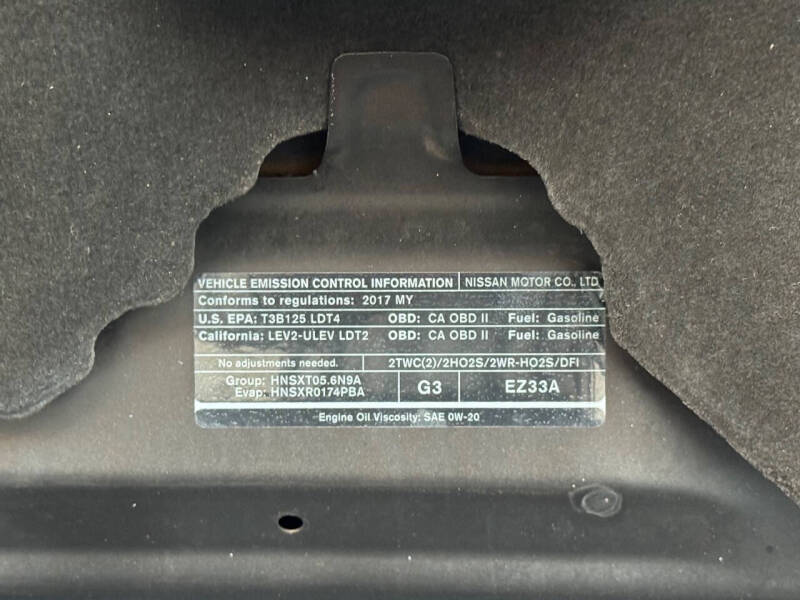 VEHICLE EMISSION CONTROL INFORMATION NISSAN MOTOR CO., LTD.
Conforms to regulations: 2017 MY
U.S. EPA: T3B125 LDT4 OBD: CA OBD II Fuel: Gasoline
California: LEV2-ULEV LDT2 OBD: CA OBD II Fuel: Gasoline
No adjustments needed. 2TWC(2)/2HO2S/2WR-HO2S/DFI
Group: HNSXT05.6N9A
Evap: HNSXR0174PBA
G3 EZ33A
Engine Oil Viscosity: SAE 0W-20